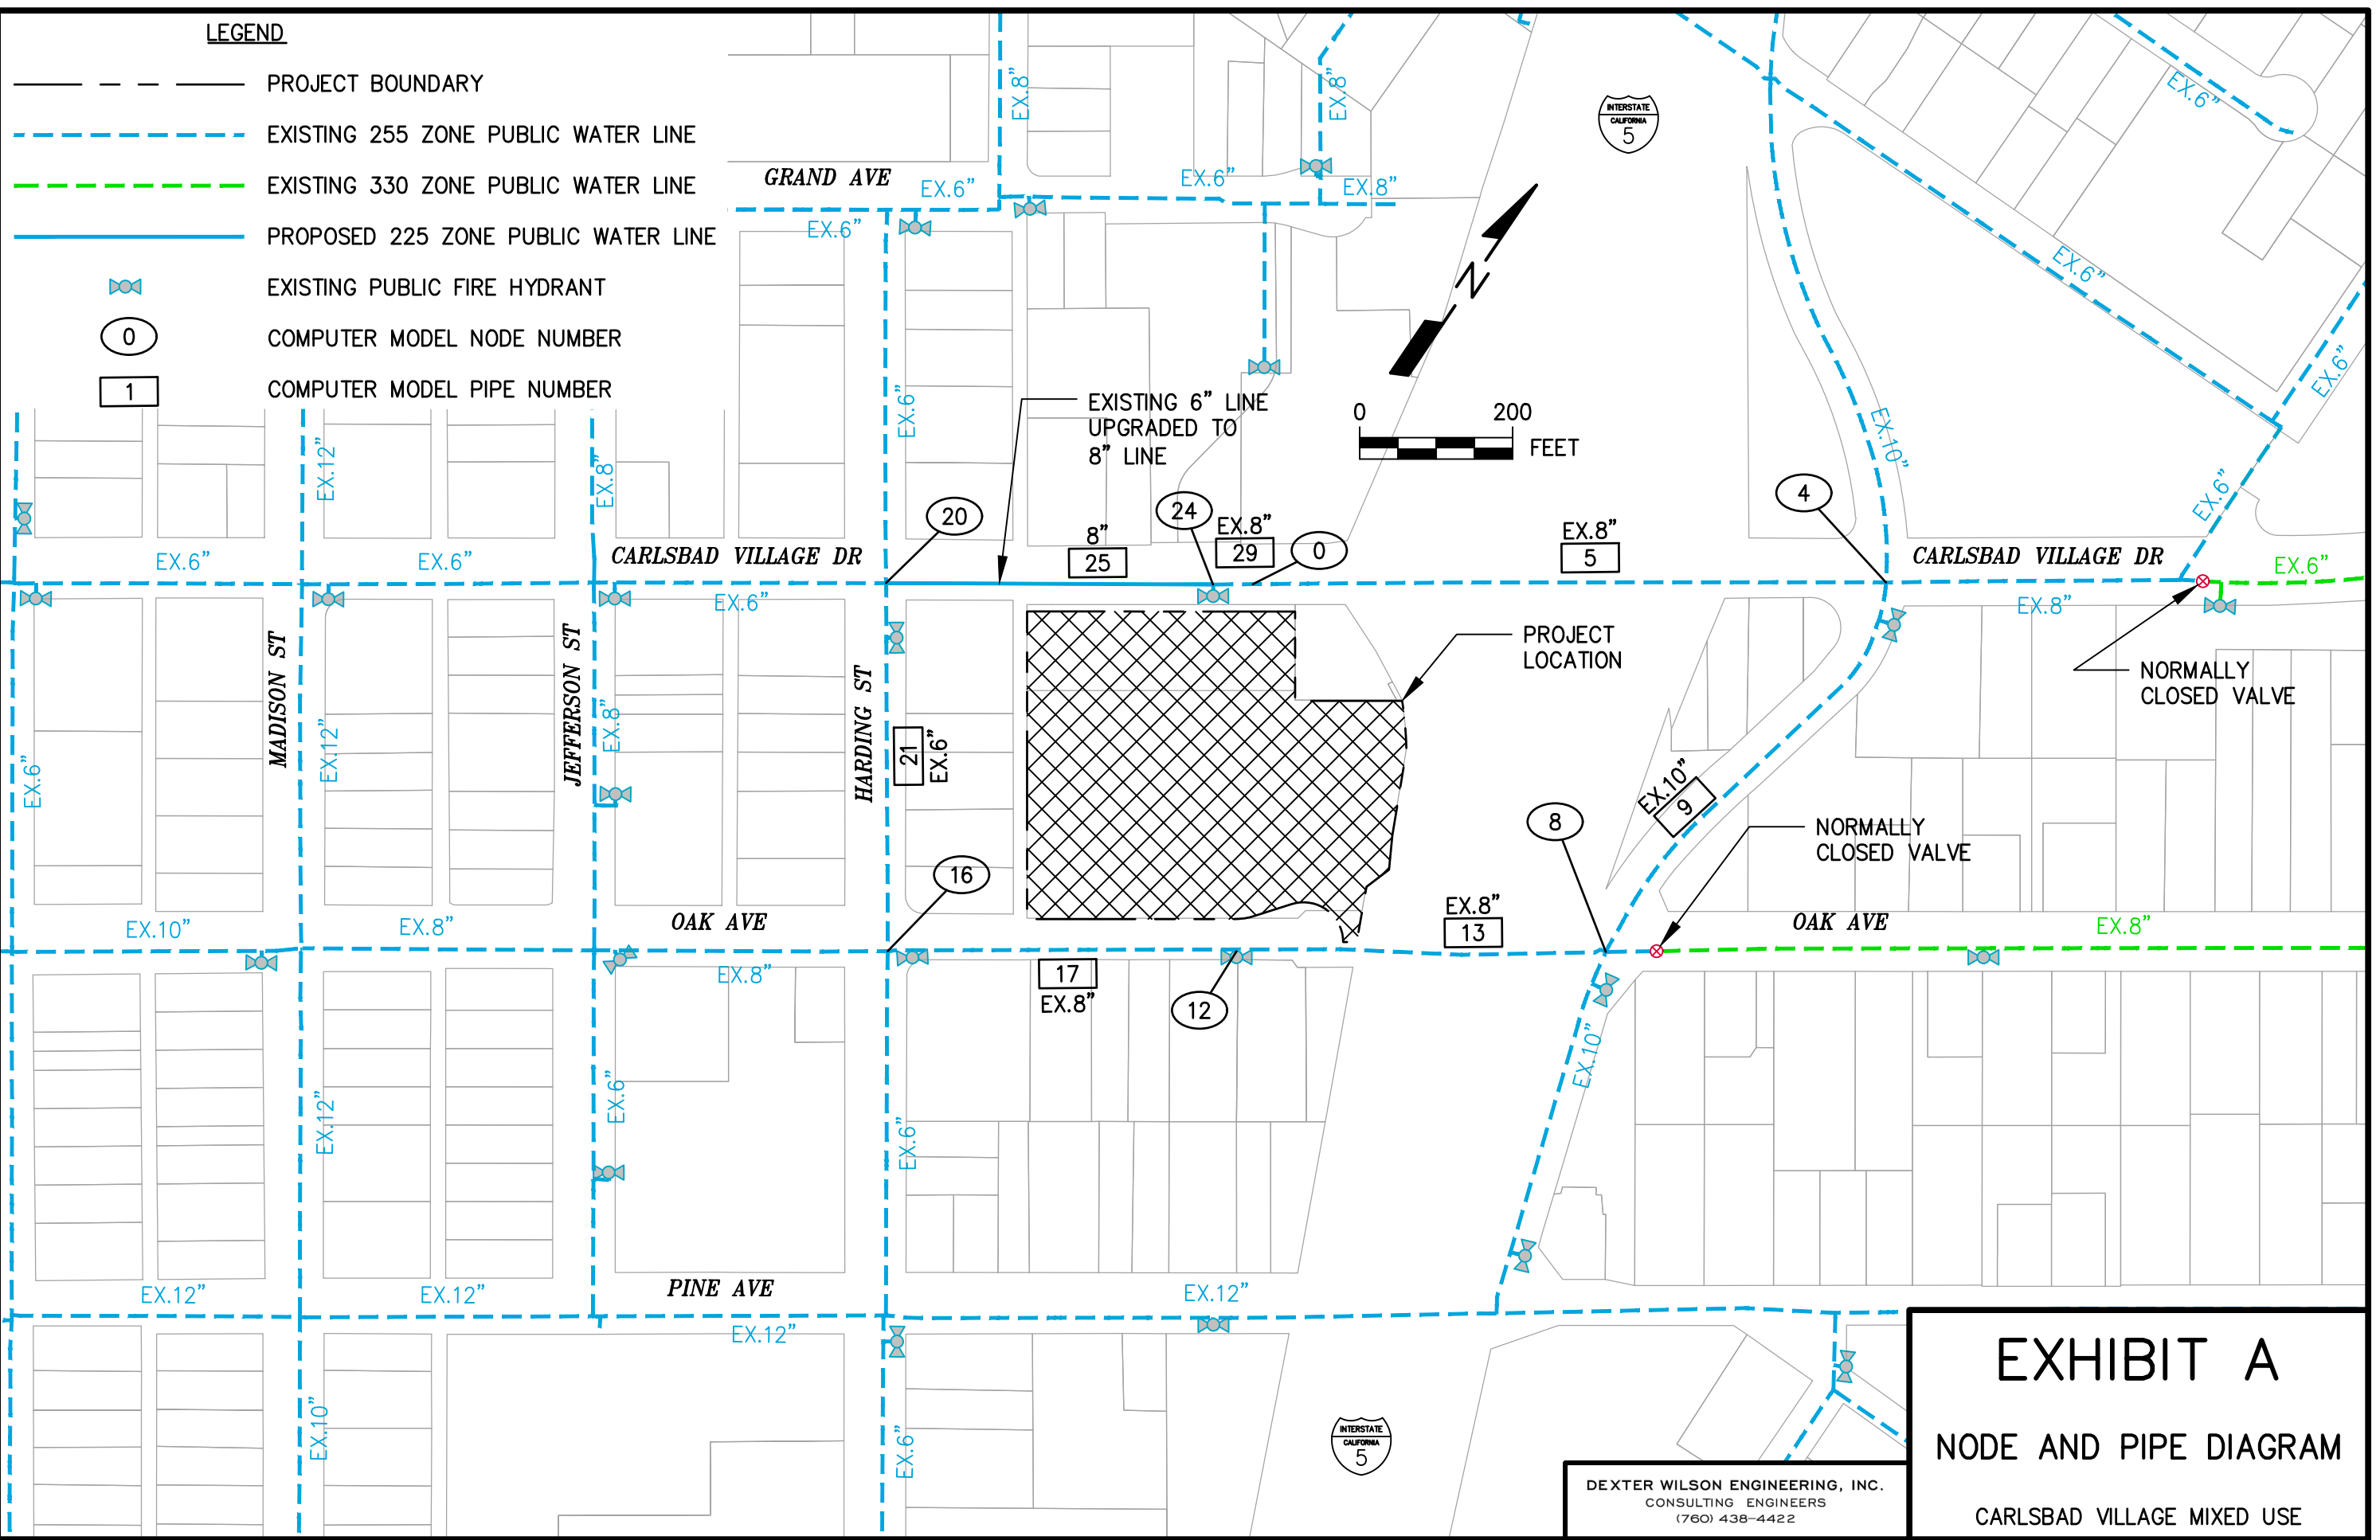 LEGEND
PROJECT BOUNDARY
EXISTING 255 ZONE PUBLIC WATER LINE
EXISTING 330 ZONE PUBLIC WATER LINE
PROPOSED 225 ZONE PUBLIC WATER LINE
EXISTING PUBLIC FIRE HYDRANT
0
COMPUTER MODEL NODE NUMBER
1
COMPUTER MODEL PIPE NUMBER
EX.8”
EX.8”
INTERSTATE
CALIFORNIA
5
EX.6”
GRAND AVE
EX.6”
EX.6”
EX.8”
EX.6”
EX.6”
EX.6”
N
EX.6”
EXISTING 6” LINE
UPGRADED TO
8” LINE
0
200
FEET
EX.12”
EX.8”
EX.10”
EX.6”
20
24
4
8”
25
EX.8”
29
0
EX.8”
5
EX.6”
EX.6”
CARLSBAD VILLAGE DR
CARLSBAD VILLAGE DR
EX.6”
EX.6”
EX.8”
MADISON ST
JEFFERSON ST
HARDING ST
PROJECT
LOCATION
NORMALLY
CLOSED VALVE
EX.6”
EX.12”
EX.8”
21
EX.6”
EX.10”
9
8
NORMALLY
CLOSED VALVE
16
EX.10”
EX.8”
OAK AVE
EX.8”
13
OAK AVE
EX.8”
EX.8”
17
EX.8”
12
EX.10”
EX.12”
EX.6”
EX.6”
EX.12”
EX.12”
PINE AVE
EX.12”
EX.12”
EX.10”
EX.6”
INTERSTATE
CALIFORNIA
5
EXHIBIT A
NODE AND PIPE DIAGRAM
CARLSBAD VILLAGE MIXED USE
DEXTER WILSON ENGINEERING, INC.
CONSULTING ENGINEERS
(760) 438-4422